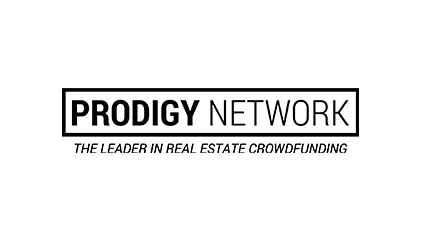 PRODIGY NETWORK
THE LEADER IN REAL ESTATE CROWDFUNDING